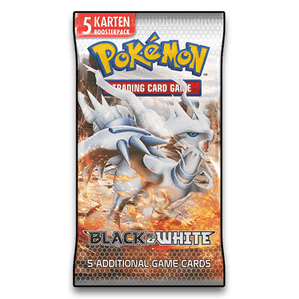 5 KARTEN
BOOSTERPACK
POKÉMON
TRADING CARD GAME
BLACK & WHITE
5 ADDITIONAL GAME CARDS